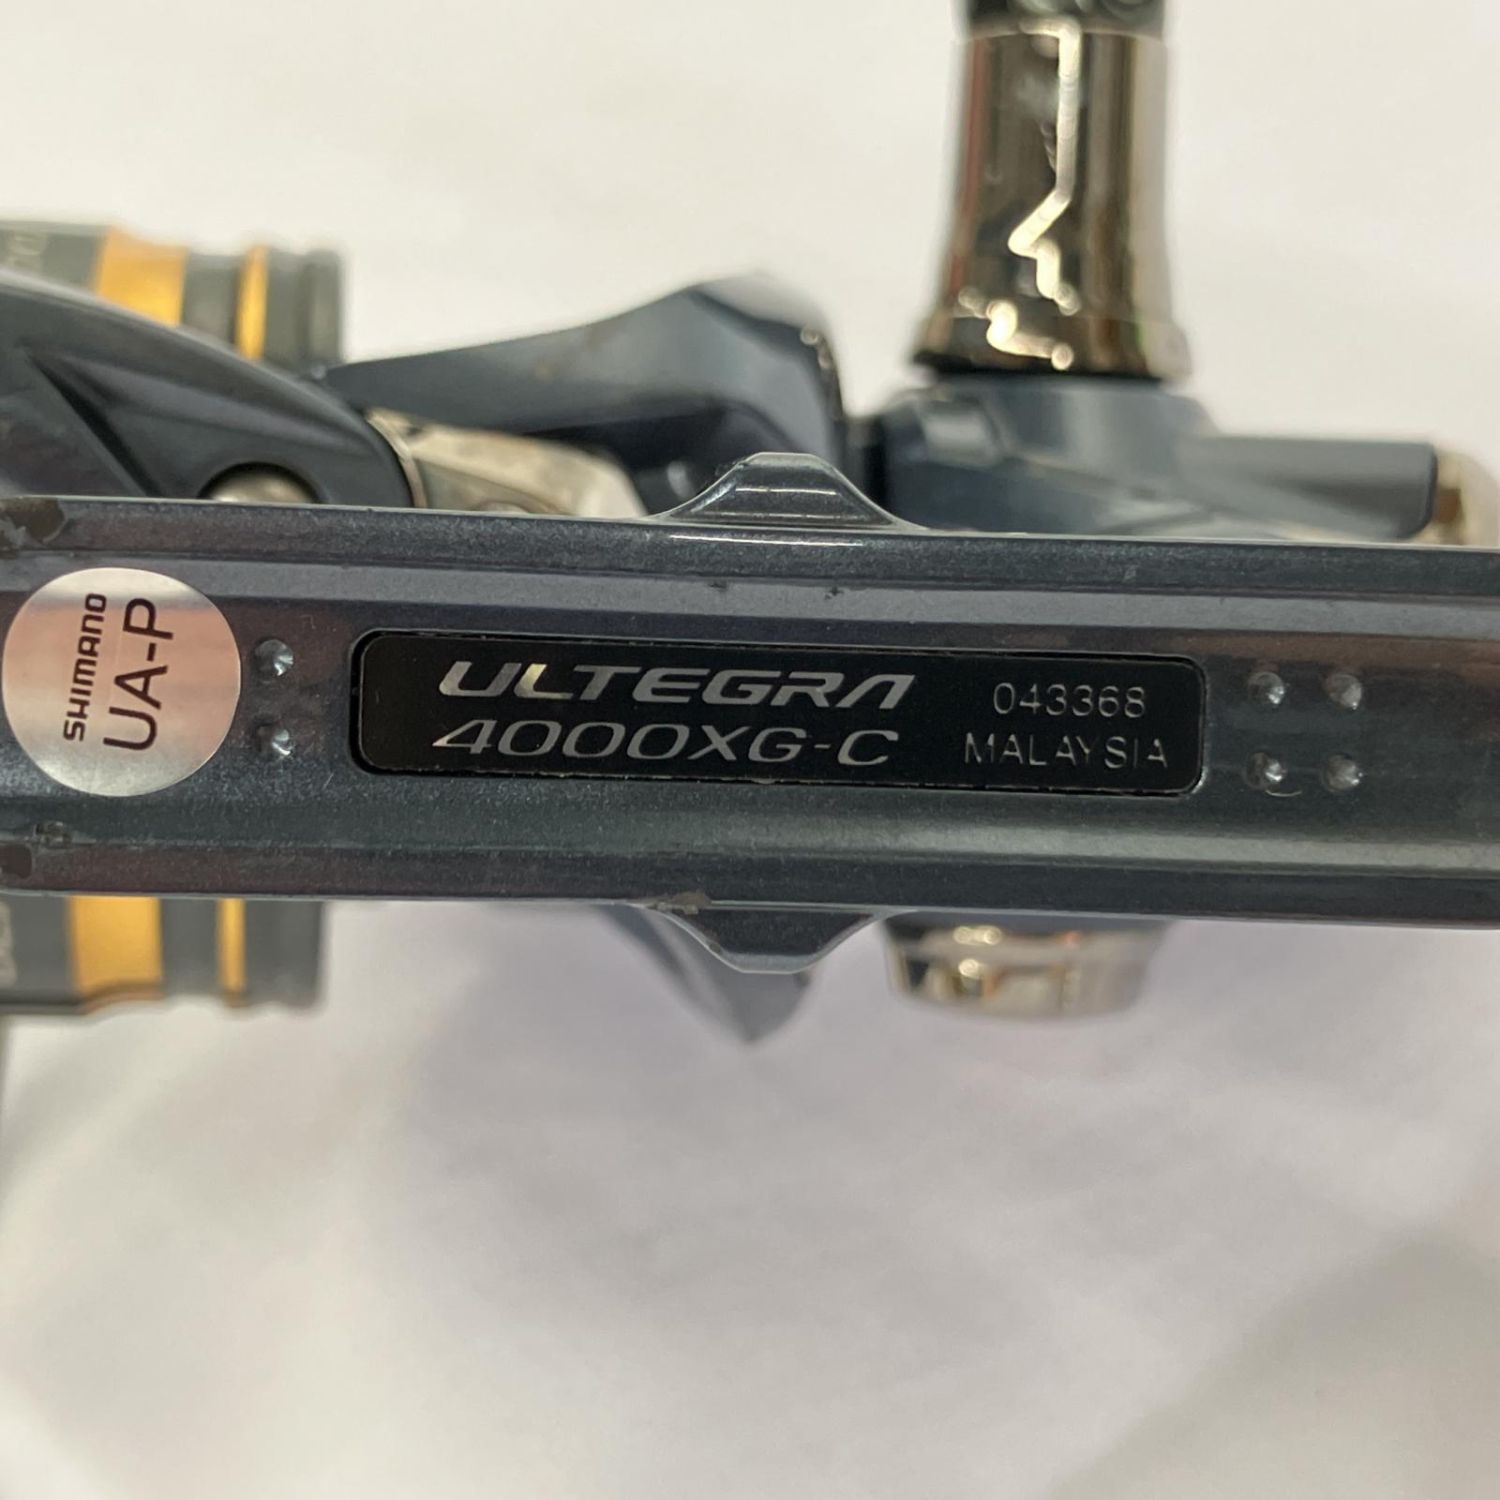 SHIMANO
UA-P
ULTEGRA
4000XG-C
043368
MALAYSIA